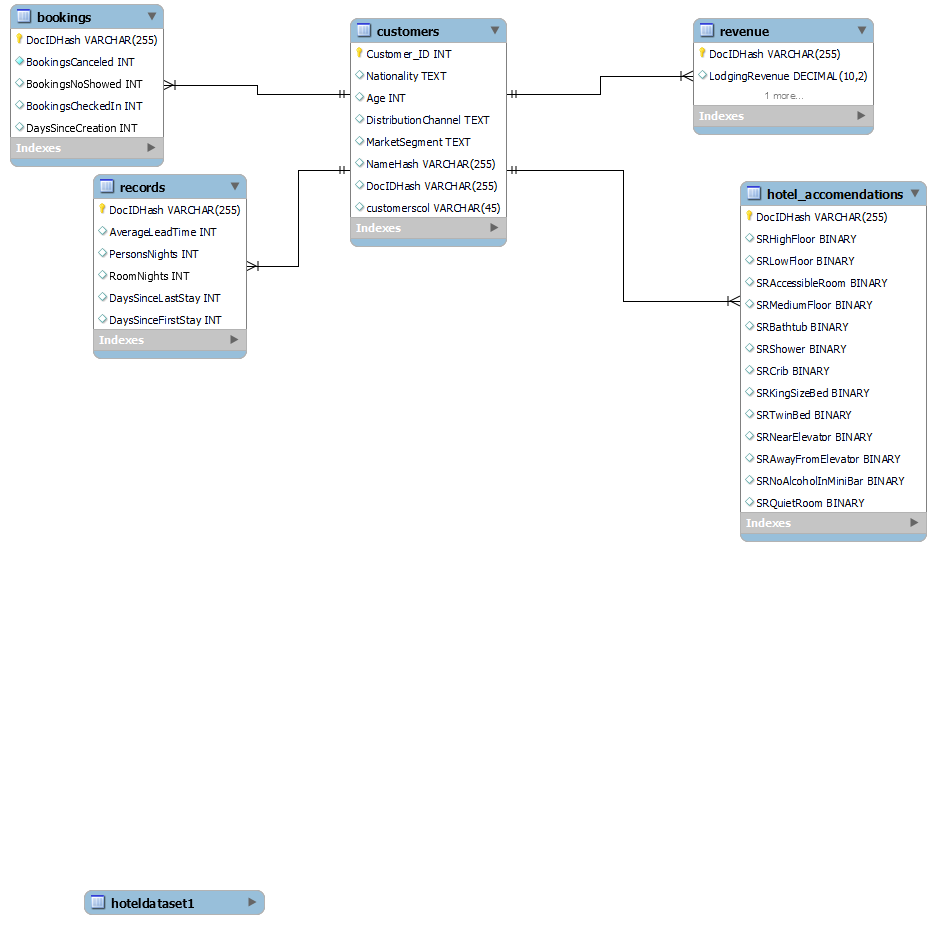 bookings
DocIDHash VARCHAR(255)
BookingsCanceled INT
BookingsNoShowed INT
BookingsCheckedIn INT
DaysSinceCreation INT
Indexes
records
DocIDHash VARCHAR(255)
AverageLeadTime INT
PersonsNights INT
RoomNights INT
DaysSinceLastStay INT
DaysSinceFirstStay INT
Indexes
customers
Customer_ID INT
Nationality TEXT
Age INT
DistributionChannel TEXT
MarketSegment TEXT
NameHash VARCHAR(255)
DocIDHash VARCHAR(255)
customerscol VARCHAR(45)
Indexes
revenue
DocIDHash VARCHAR(255)
LodgingRevenue DECIMAL(10,2)
1 more...
Indexes
hotel_accomendations
DocIDHash VARCHAR(255)
SRHighFloor BINARY
SRLowFloor BINARY
SRAccessibleRoom BINARY
SRMediumFloor BINARY
SRBathtub BINARY
SRShower BINARY
SRCrib BINARY
SRKingSizeBed BINARY
SRTwinBed BINARY
SRNearElevator BINARY
SRAwayFromElevator BINARY
SRNoAlcoholInMiniBar BINARY
SRQuietRoom BINARY
Indexes
hoteldataset1